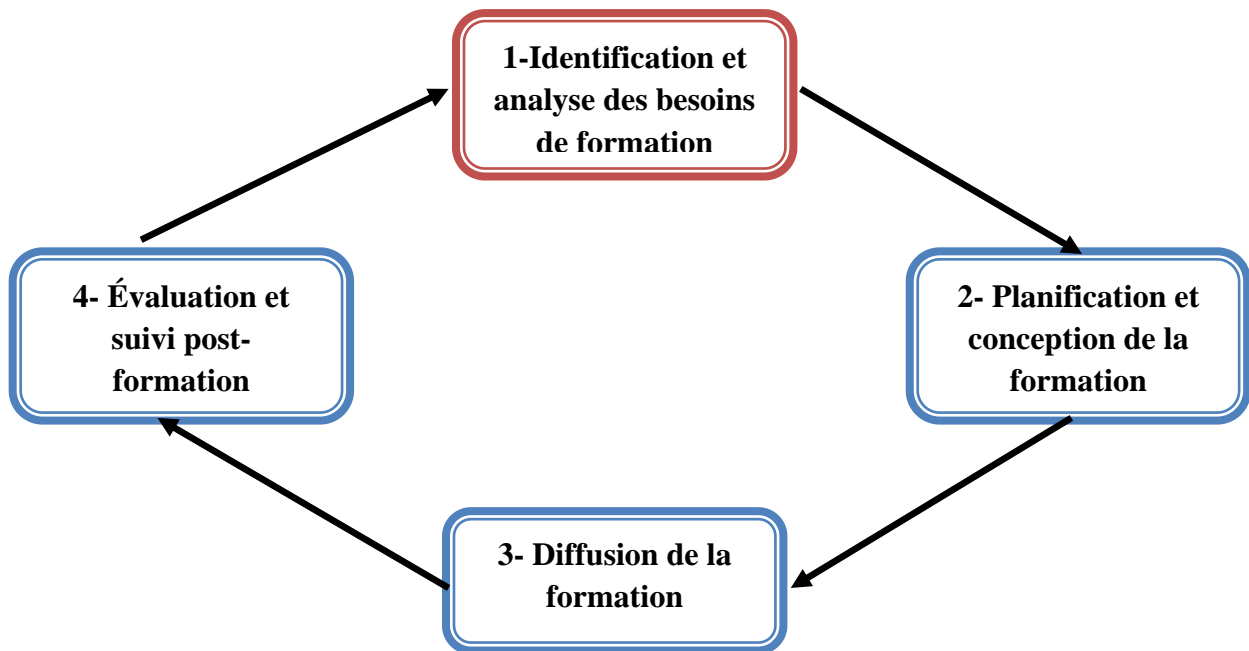 1-Identification et
analyse des besoins
de formation
4- Évaluation et
suivi post-
formation
2- Planification et
conception de la
formation
3- Diffusion de la
formation